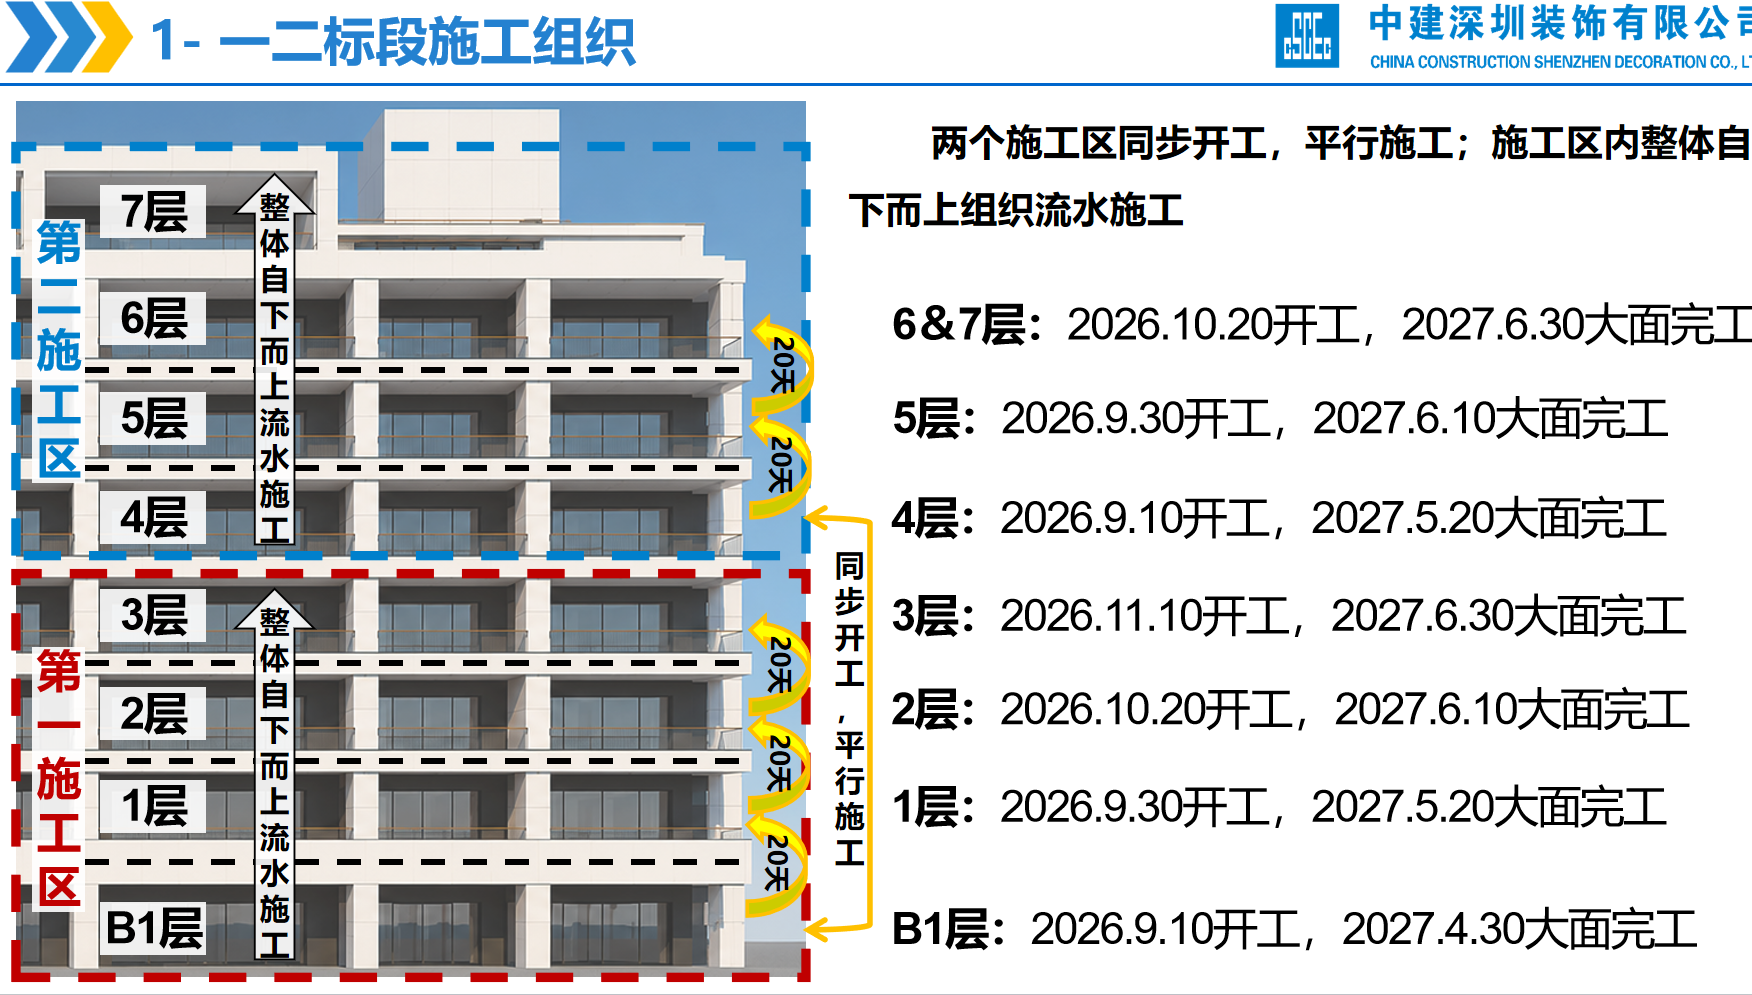 1- 一二标段施工组织
中建深圳装饰有限公司
CHINA CONSTRUCTION SHENZHEN DECORATION CO., LT
CSCEC
两个施工区同步开工，平行施工；施工区内整体自
下而上组织流水施工
第二施工区
7层
6层
5层
4层
整体自下而上流水施工
20天
20天
第一施工区
3层
2层
1层
B1层
整体自下而上流水施工
20天
20天
20天
同步开工，平行施工
6&7层：2026.10.20开工，2027.6.30大面完工
5层：2026.9.30开工，2027.6.10大面完工
4层：2026.9.10开工，2027.5.20大面完工
3层：2026.11.10开工，2027.6.30大面完工
2层：2026.10.20开工，2027.6.10大面完工
1层：2026.9.30开工，2027.5.20大面完工
B1层：2026.9.10开工，2027.4.30大面完工